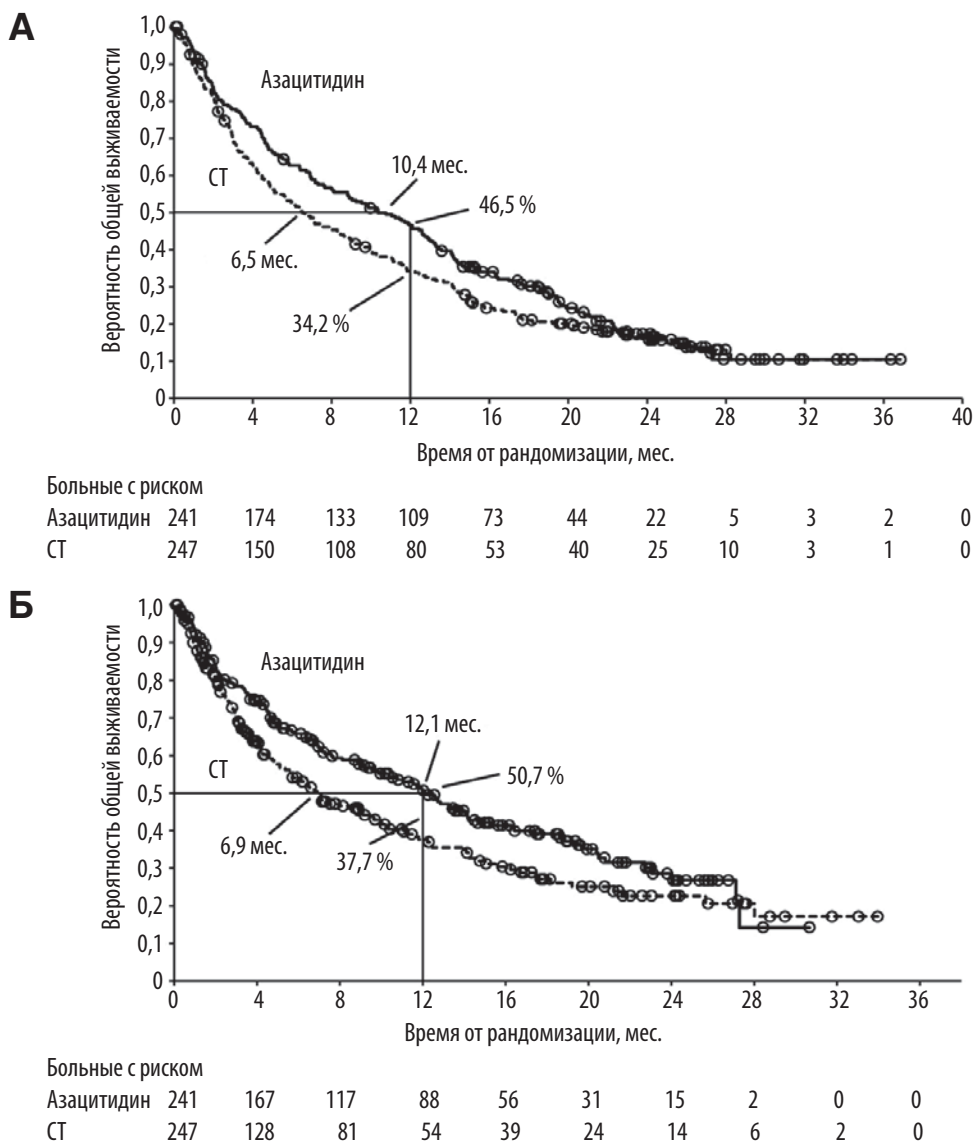 А
Вероятность общей выживаемости
1,0
0,9
0,8
0,7
0,6
0,5
0,4
0,3
0,2
0,1
0
Азацитидин
СТ
10,4 мес.
46,5 %
6,5 мес.
34,2 %
0 4 8 12 16 20 24 28 32 36 40
Время от рандомизации, мес.
Больные с риском
Азацитидин 241 174 133 109 73 44 22 5 3 2 0
СТ 247 150 108 80 53 40 25 10 3 1 0
Б
Вероятность общей выживаемости
1,0
0,9
0,8
0,7
0,6
0,5
0,4
0,3
0,2
0,1
0
Азацитидин
СТ
12,1 мес.
50,7 %
6,9 мес.
37,7 %
0 4 8 12 16 20 24 28 32 36
Время от рандомизации, мес.
Больные с риском
Азацитидин 241 167 117 88 56 31 15 2 0 0
СТ 247 128 81 54 39 24 14 6 2 0